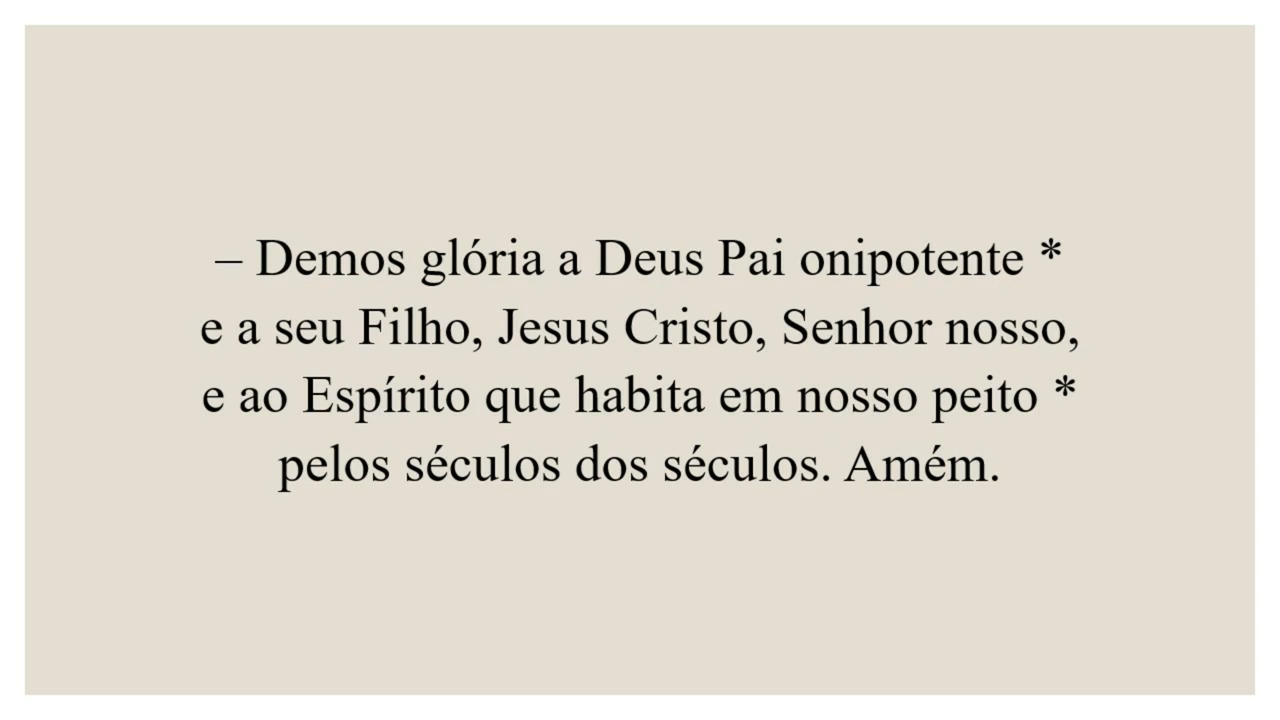 – Demos glória a Deus Pai onipotente *
e a seu Filho, Jesus Cristo, Senhor nosso,
e ao Espírito que habita em nosso peito *
pelos séculos dos séculos. Amém.